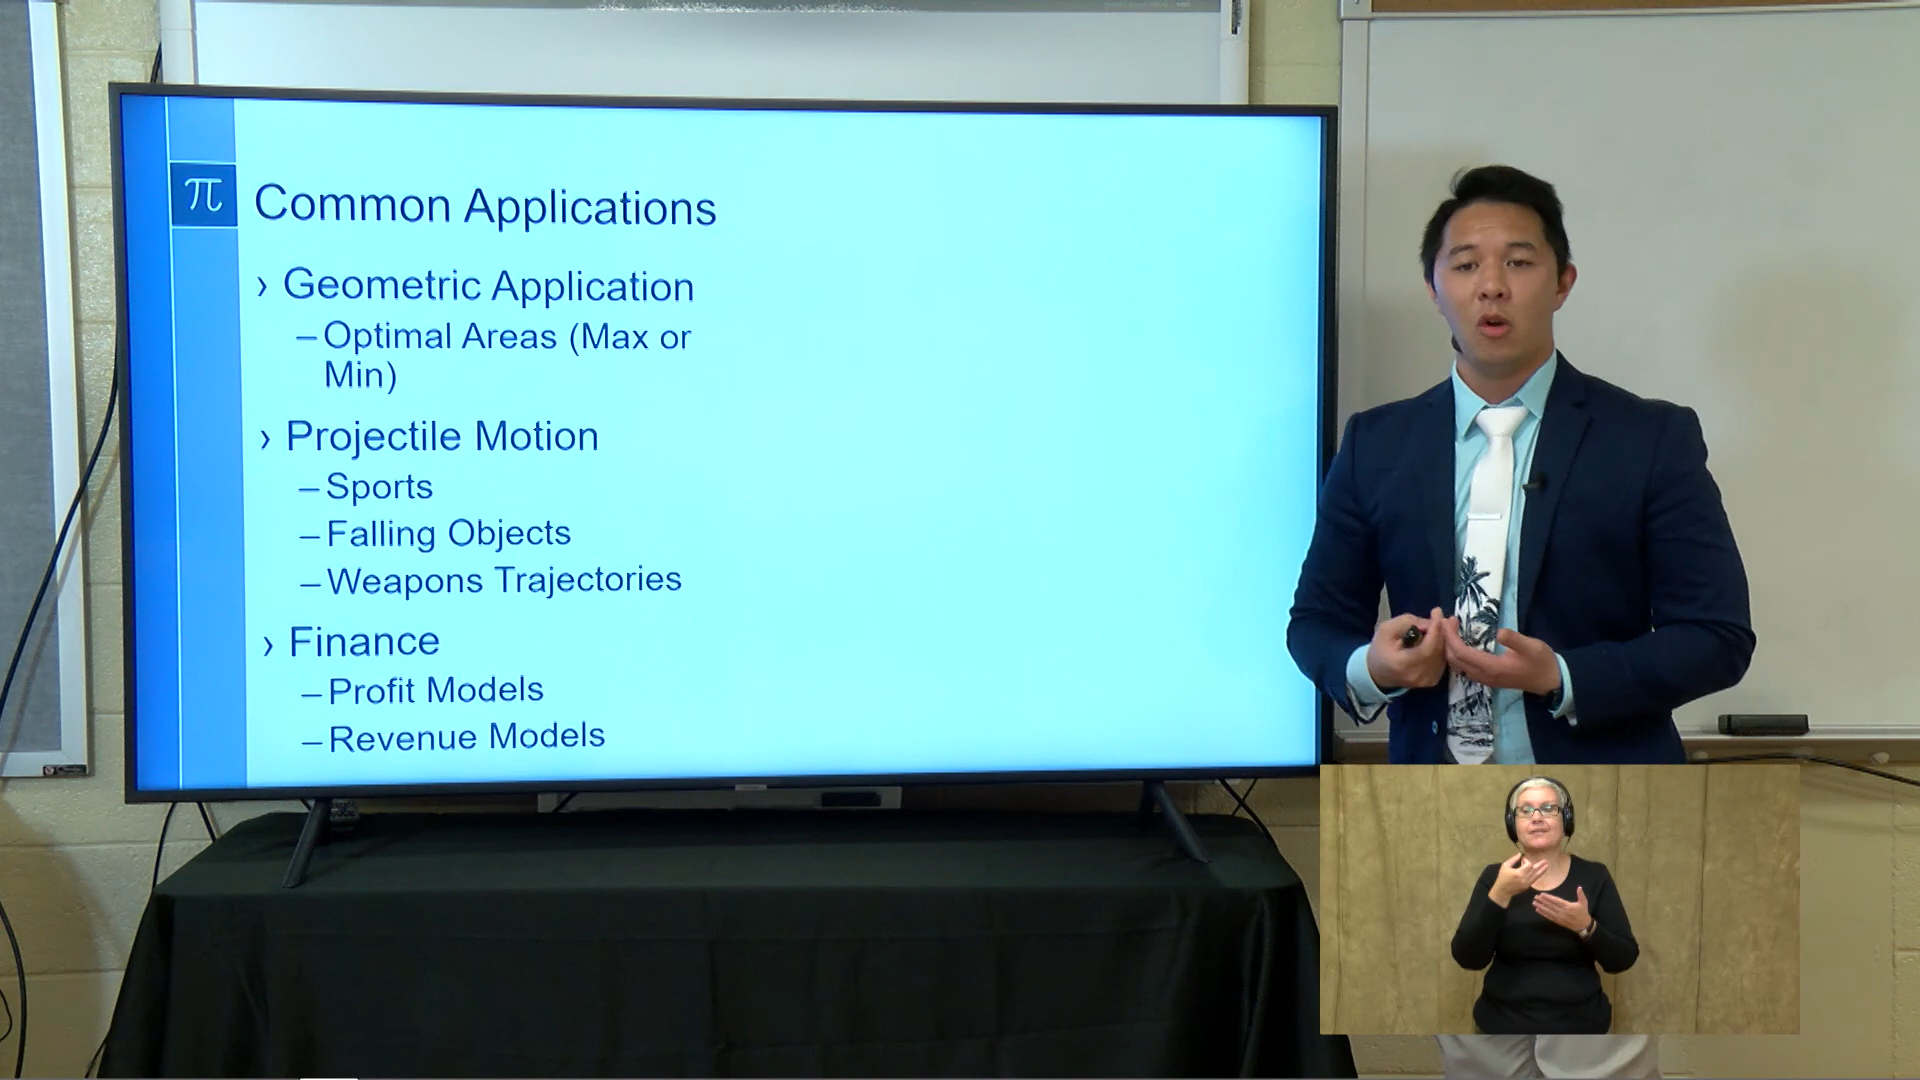 π
Common Applications
› Geometric Application
– Optimal Areas (Max or
Min)
› Projectile Motion
– Sports
– Falling Objects
– Weapons Trajectories
› Finance
– Profit Models
– Revenue Models